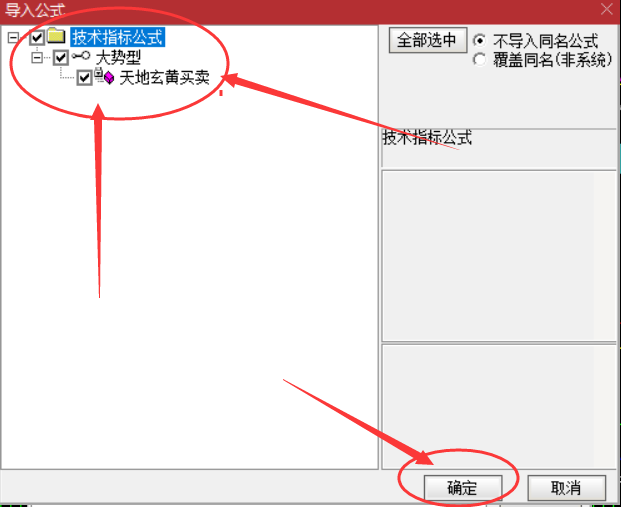 导入公式
技术指标公式
大势型
天地玄黄买卖
全部选中
不导入同名公式
覆盖同名(非系统)
技术指标公式
确定
取消